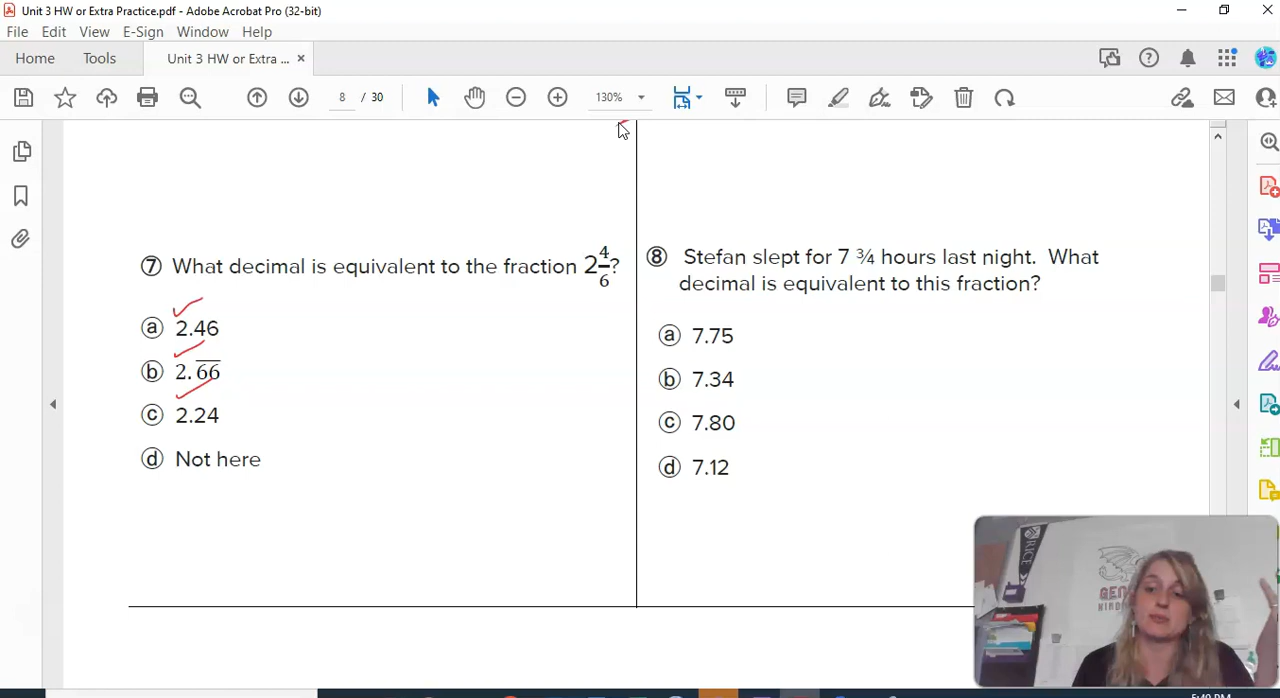 Unit 3 HW or Extra Practice.pdf - Adobe Acrobat Pro (32-bit)
File Edit View E-Sign Window Help
Home Tools Unit 3 HW or Extra ... ×
8 / 30 130%
⑦ What decimal is equivalent to the fraction 2 4/6?
ⓐ 2.46
ⓑ 2.6̅6̅
ⓒ 2.24
ⓓ Not here
⑧ Stefan slept for 7 ¾ hours last night. What
decimal is equivalent to this fraction?
ⓐ 7.75
ⓑ 7.34
ⓒ 7.80
ⓓ 7.12
RICE